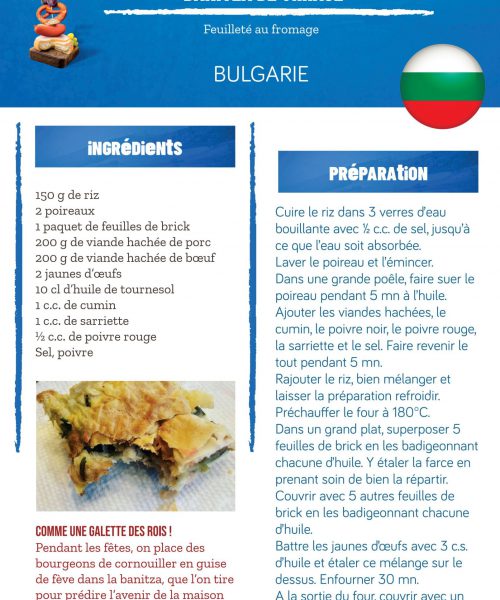 Feuilleté au fromage
BULGARIE
iNGRédieNts
150 g de riz
2 poireaux
1 paquet de feuilles de brick
200 g de viande hachée de porc
200 g de viande hachée de bœuf
2 jaunes d'œufs
10 cl d'huile de tournesol
1 c.c. de cumin
1 c.c. de sarriette
½ c.c. de poivre rouge
Sel, poivre
COMME UNE GALETTE DES ROIS !
Pendant les fêtes, on place des
bourgeons de cornouiller en guise
de fève dans la banitza, que l'on tire
pour prédire l'avenir de la maison
PRéPARAtioN
Cuire le riz dans 3 verres d'eau
bouillante avec ½ c.c. de sel, jusqu'à
ce que l'eau soit absorbée.
Laver le poireau et l'émincer.
Dans une grande poêle, faire suer le
poireau pendant 5 mn à l'huile.
Ajouter les viandes hachées, le
cumin, le poivre noir, le poivre rouge,
la sarriette et le sel. Faire revenir le
tout pendant 5 mn.
Rajouter le riz, bien mélanger et
laisser la préparation refroidir.
Préchauffer le four à 180°C.
Dans un grand plat, superposer 5
feuilles de brick en les badigeonnant
chacune d'huile. Y étaler la farce en
prenant soin de bien la répartir.
Couvrir avec 5 autres feuilles de
brick en les badigeonnant chacune
d'huile.
Battre les jaunes d'œufs avec 3 c.s.
d'huile et étaler ce mélange sur le
dessus. Enfourner 30 mn.
A la sortie du four, couvrir avec un